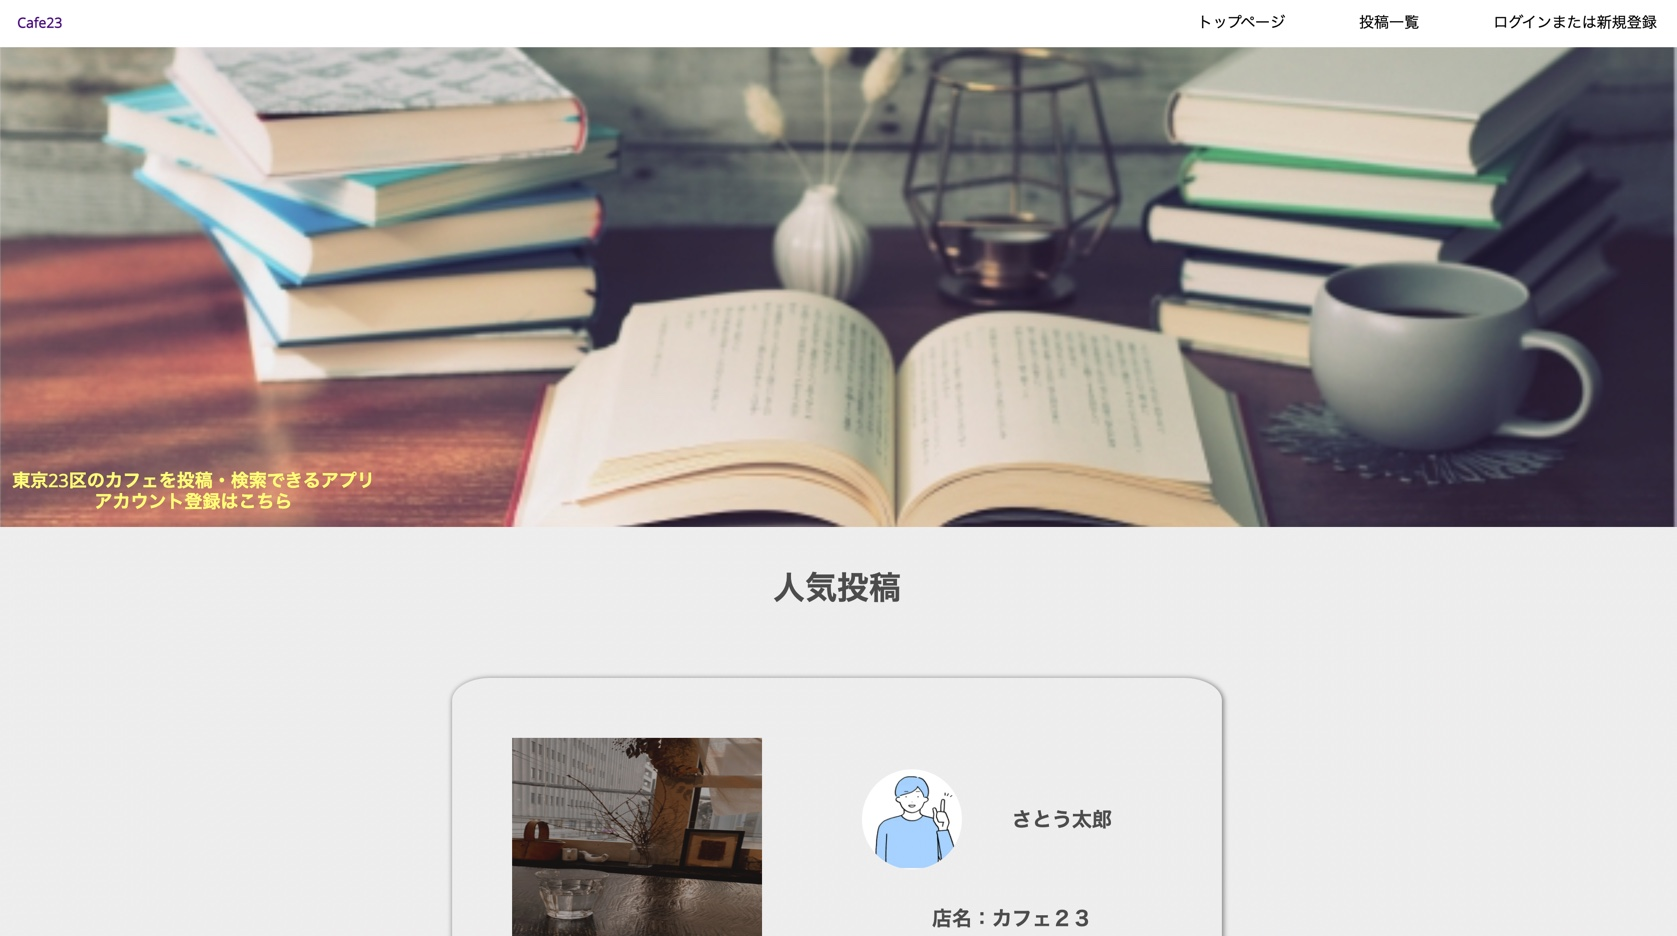 Cafe23
トップページ
投稿一覧
ログインまたは新規登録
東京23区のカフェを投稿・検索できるアプリ
アカウント登録はこちら
人気投稿
さとう太郎
店名：カフェ２３